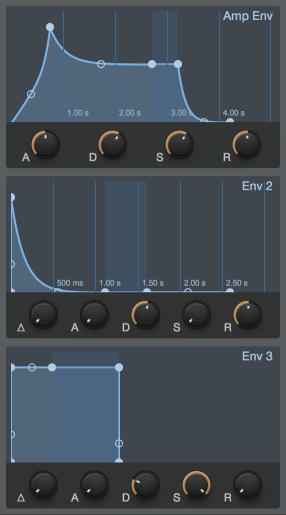 Amp Env
1.00 s 2.00 s 3.00 s 4.00 s
A D S R
Env 2
500 ms 1.00 s 1.50 s 2.00 s 2.50 s
Δ A D S R
Env 3
Δ A D S R